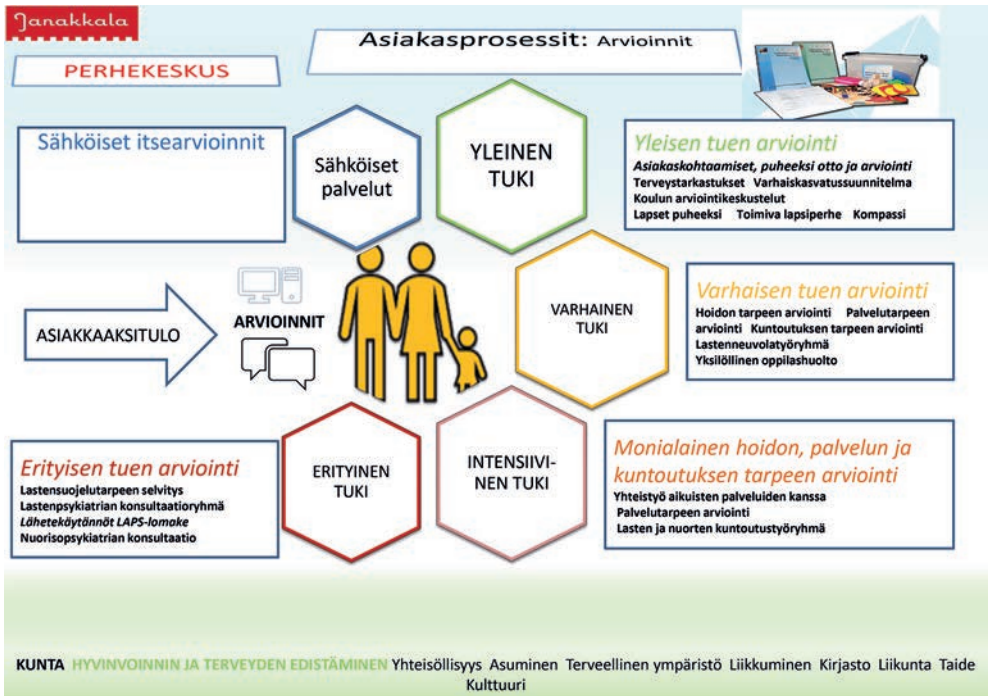 Janakkala
Asiakasprosessit: Arvioinnit
PERHEKESKUS
Sähköiset itsearvioinnit
Sähköiset
palvelut
YLEINEN
TUKI
Yleisen tuen arviointi
Asiakaskohtaamiset, puheeksi otto ja arviointi
Terveystarkastukset Varhaiskasvatussuunnitelma
Koulun arviointikeskustelut
Lapset puheeksi Toimiva lapsiperhe Kompassi
ASIAKKAAKSITULO
ARVIOINNIT
VARHAINEN
TUKI
Varhaisen tuen arviointi
Hoidon tarpeen arviointi Palvelutarpeen
arviointi Kuntoutuksen tarpeen arviointi
Lastenneuvolatyöryhmä
Yksilöllinen oppilashuolto
Erityisen tuen arviointi
Lastensuojelutarpeen selvitys
Lastenpsykiatrian konsultaatioryhmä
Lähetekäytännöt LAPS-lomake
Nuorisopsykiatrian konsultaatio
ERITYINEN
TUKI
INTENSIIVI-
NEN TUKI
Monialainen hoidon, palvelun ja
kuntoutuksen tarpeen arviointi
Yhteistyö aikuisten palveluiden kanssa
Palvelutarpeen arviointi
Lasten ja nuorten kuntoutustyöryhmä
KUNTA HYVINVOINNIN JA TERVEYDEN EDISTÄMINEN Yhteisöllisyys Asuminen Terveellinen ympäristö Liikkuminen Kirjasto Liikunta Taide
Kulttuuri